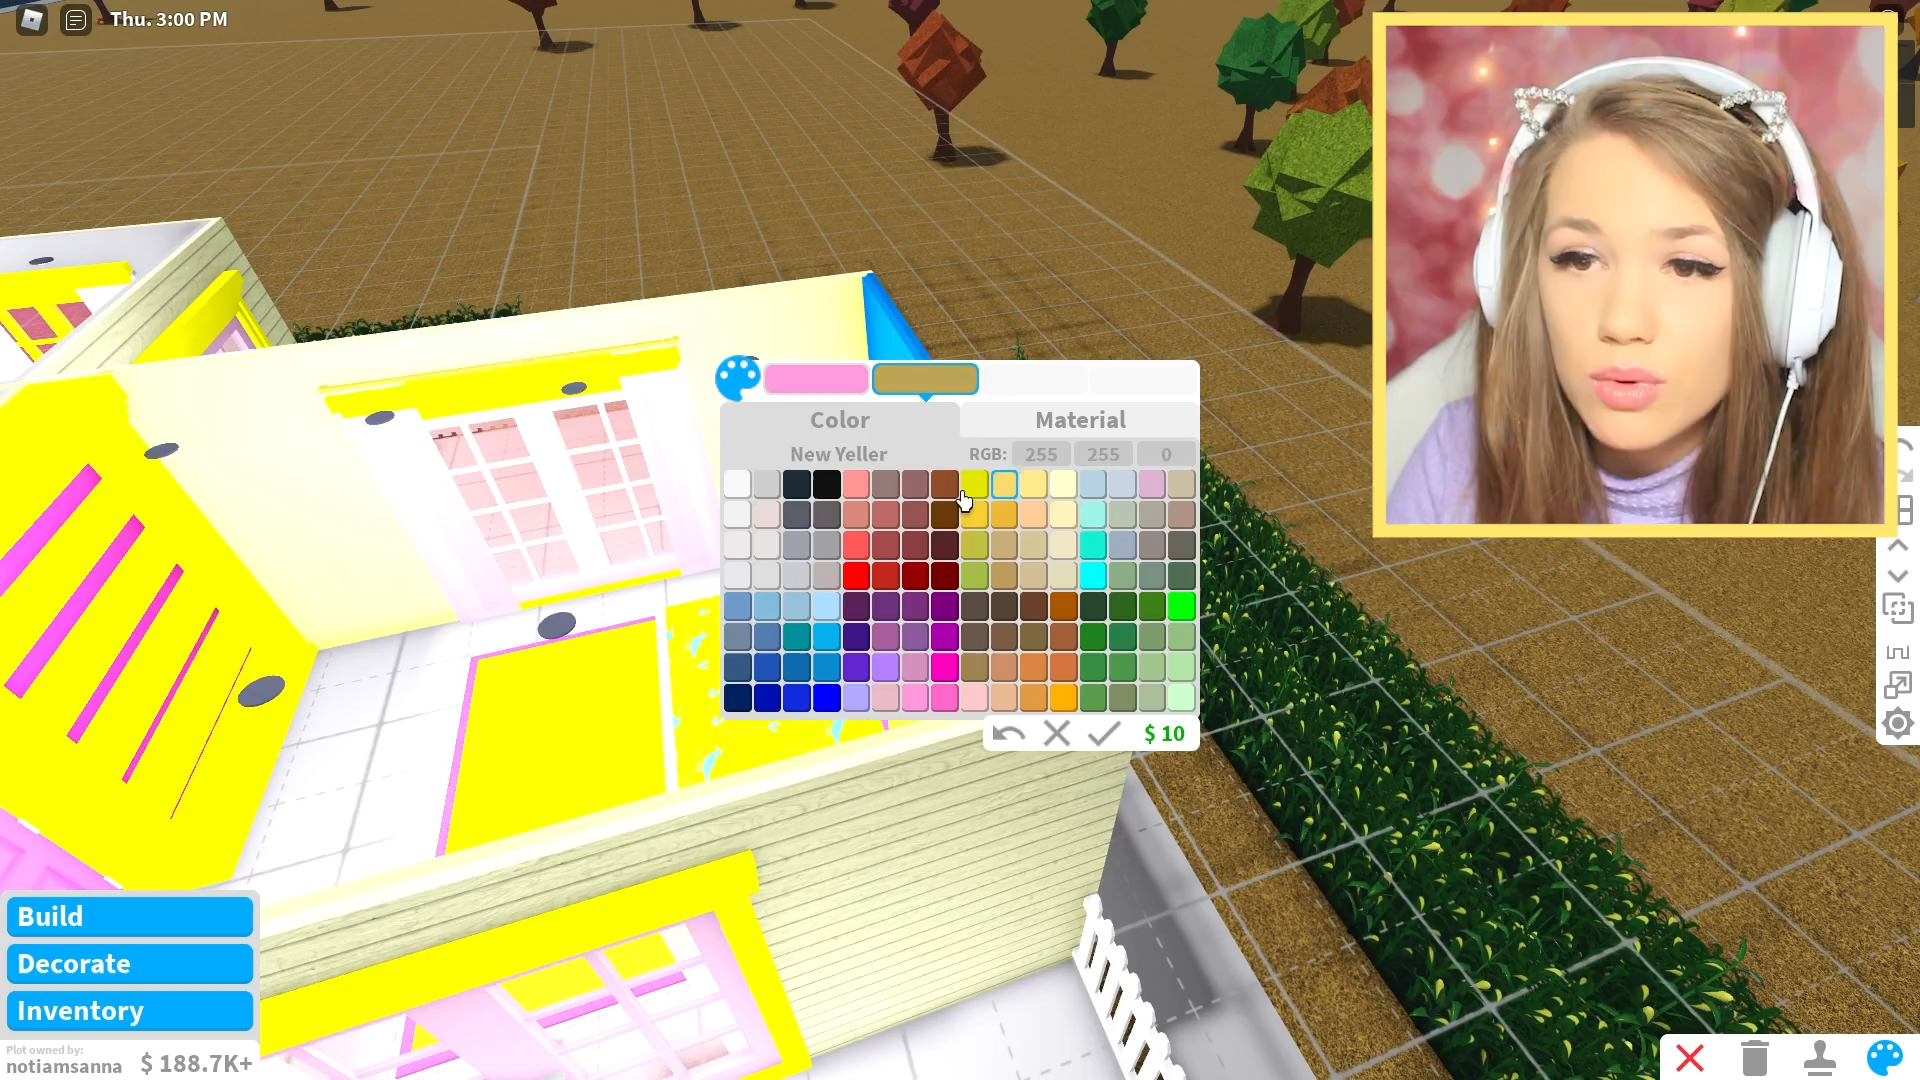 Thu. 3:00 PM
Color
Material
New Yeller
RGB: 255 255 0
$ 10
Build
Decorate
Inventory
Plot owned by:
notiamsanna
$ 188.7K+